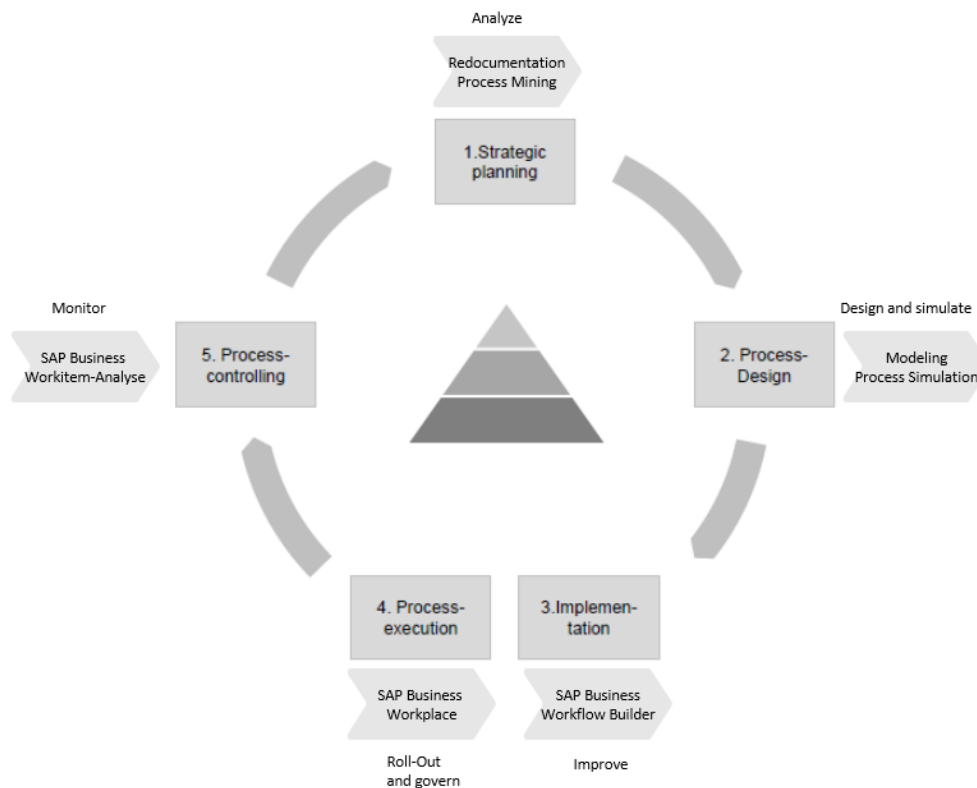 Analyze
Redocumentation
Process Mining
1.Strategic
planning
Monitor
SAP Business
Workitem-Analyse
5. Process-
controlling
2. Process-
Design
Design and simulate
Modeling
Process Simulation
4. Process-
execution
3.Implemen-
tation
SAP Business
Workplace
SAP Business
Workflow Builder
Roll-Out
and govern
Improve